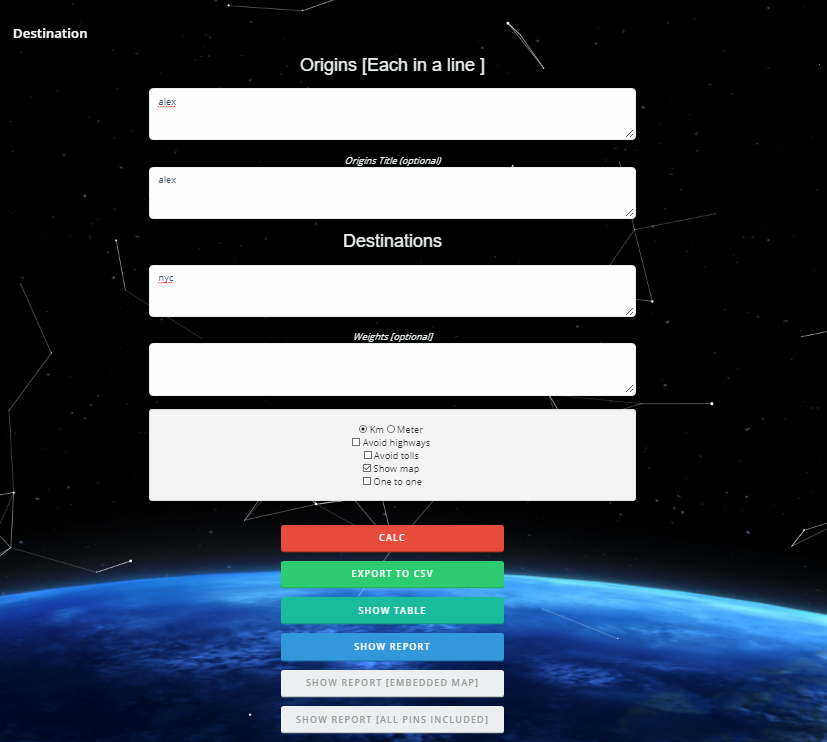 Destination
Origins [Each in a line ]
alex
Origins Title (optional)
alex
Destinations
nyc
Weights [optional]
Km Meter
Avoid highways
Avoid tolls
Show map
One to one
CALC
EXPORT TO CSV
SHOW TABLE
SHOW REPORT
SHOW REPORT [EMBEDDED MAP]
SHOW REPORT [ALL PINS INCLUDED]